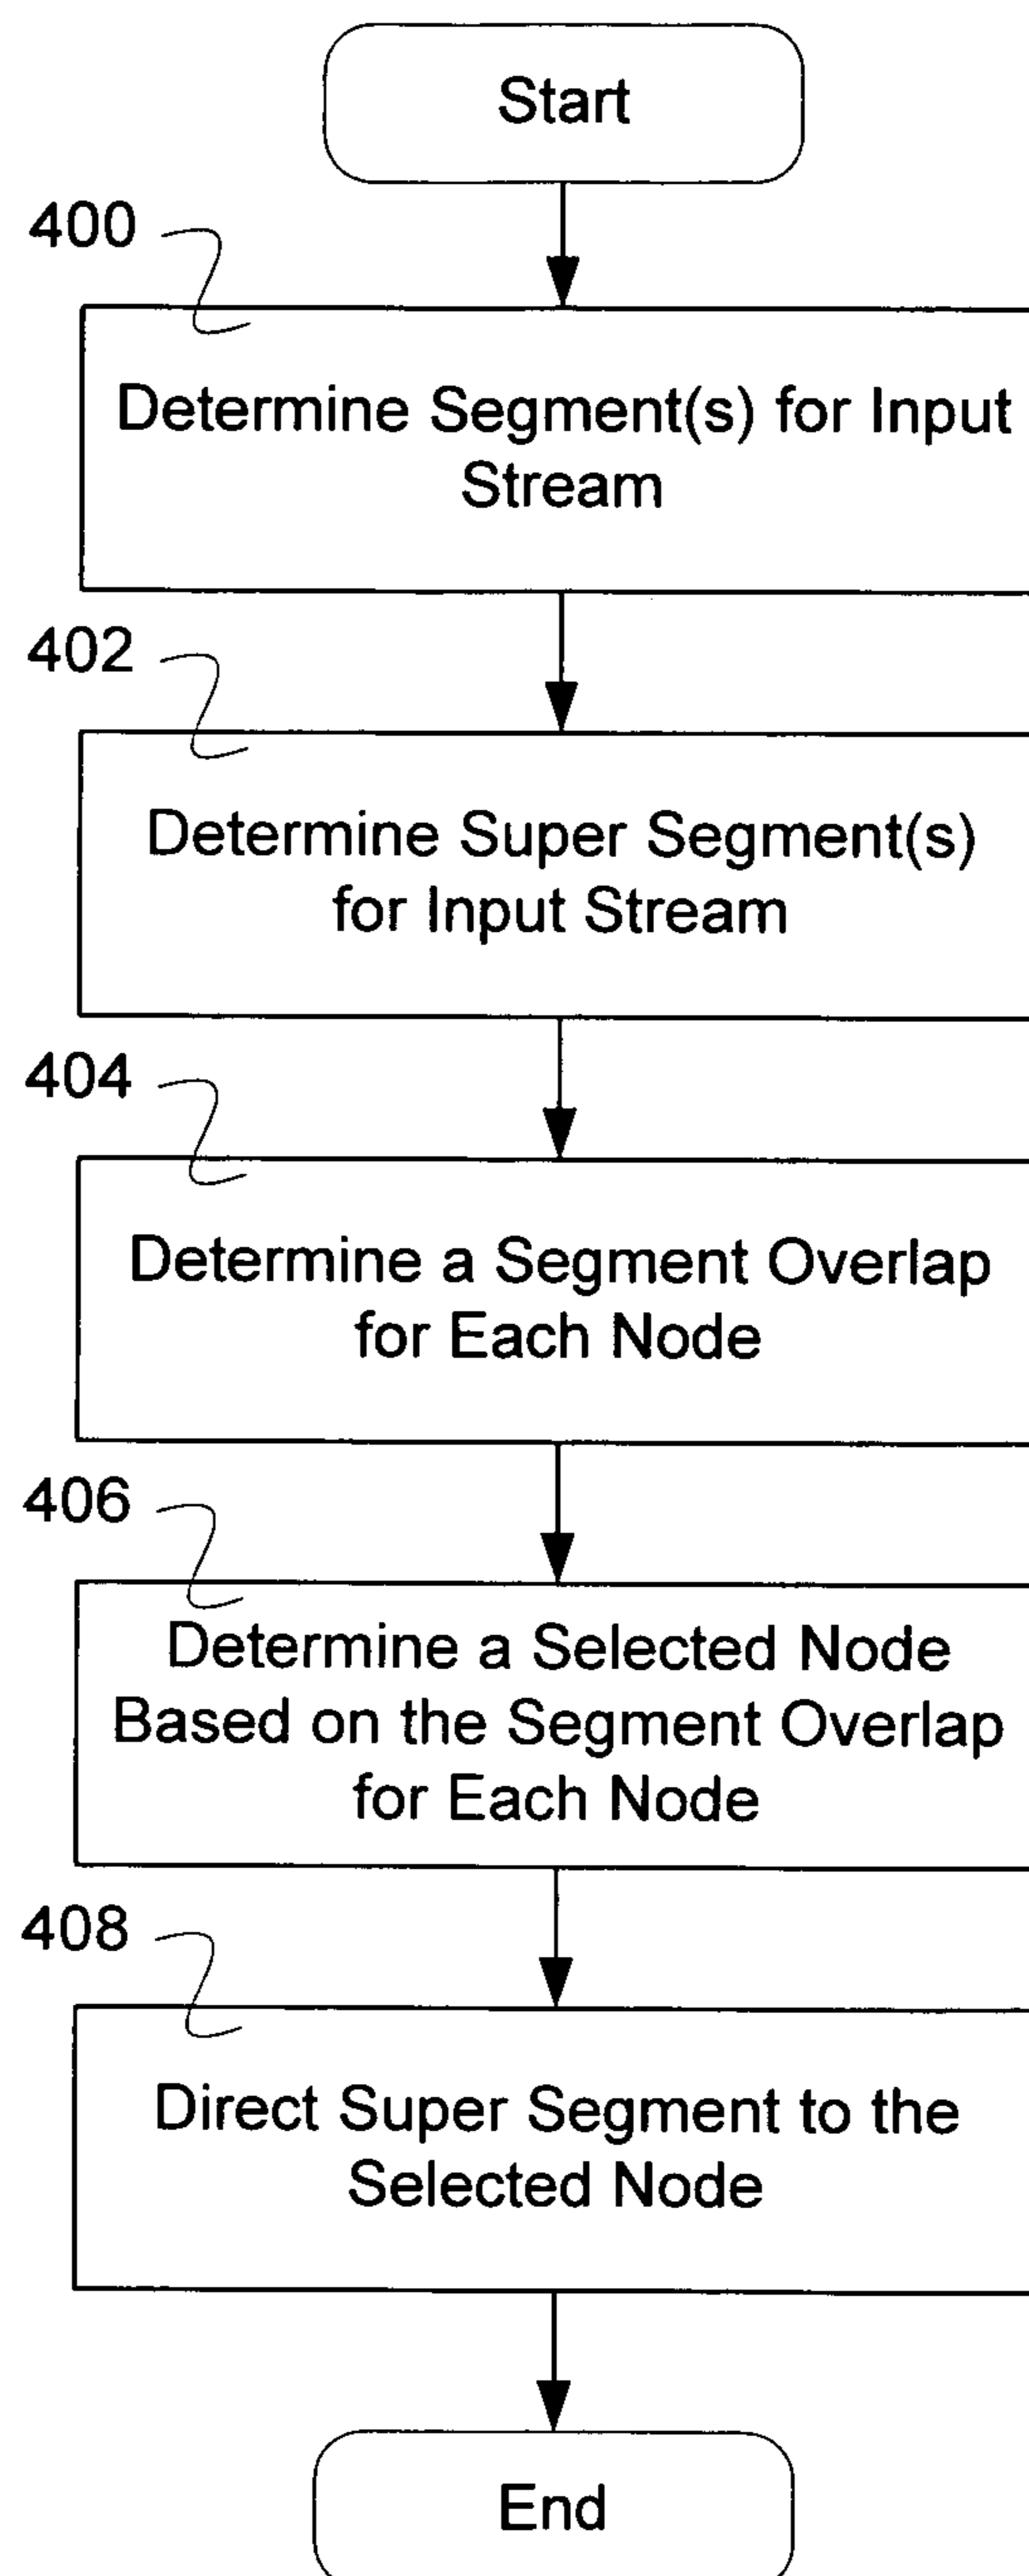 Start
400
Determine Segment(s) for Input
Stream
402
Determine Super Segment(s)
for Input Stream
404
Determine a Segment Overlap
for Each Node
406
Determine a Selected Node
Based on the Segment Overlap
for Each Node
408
Direct Super Segment to the
Selected Node
End